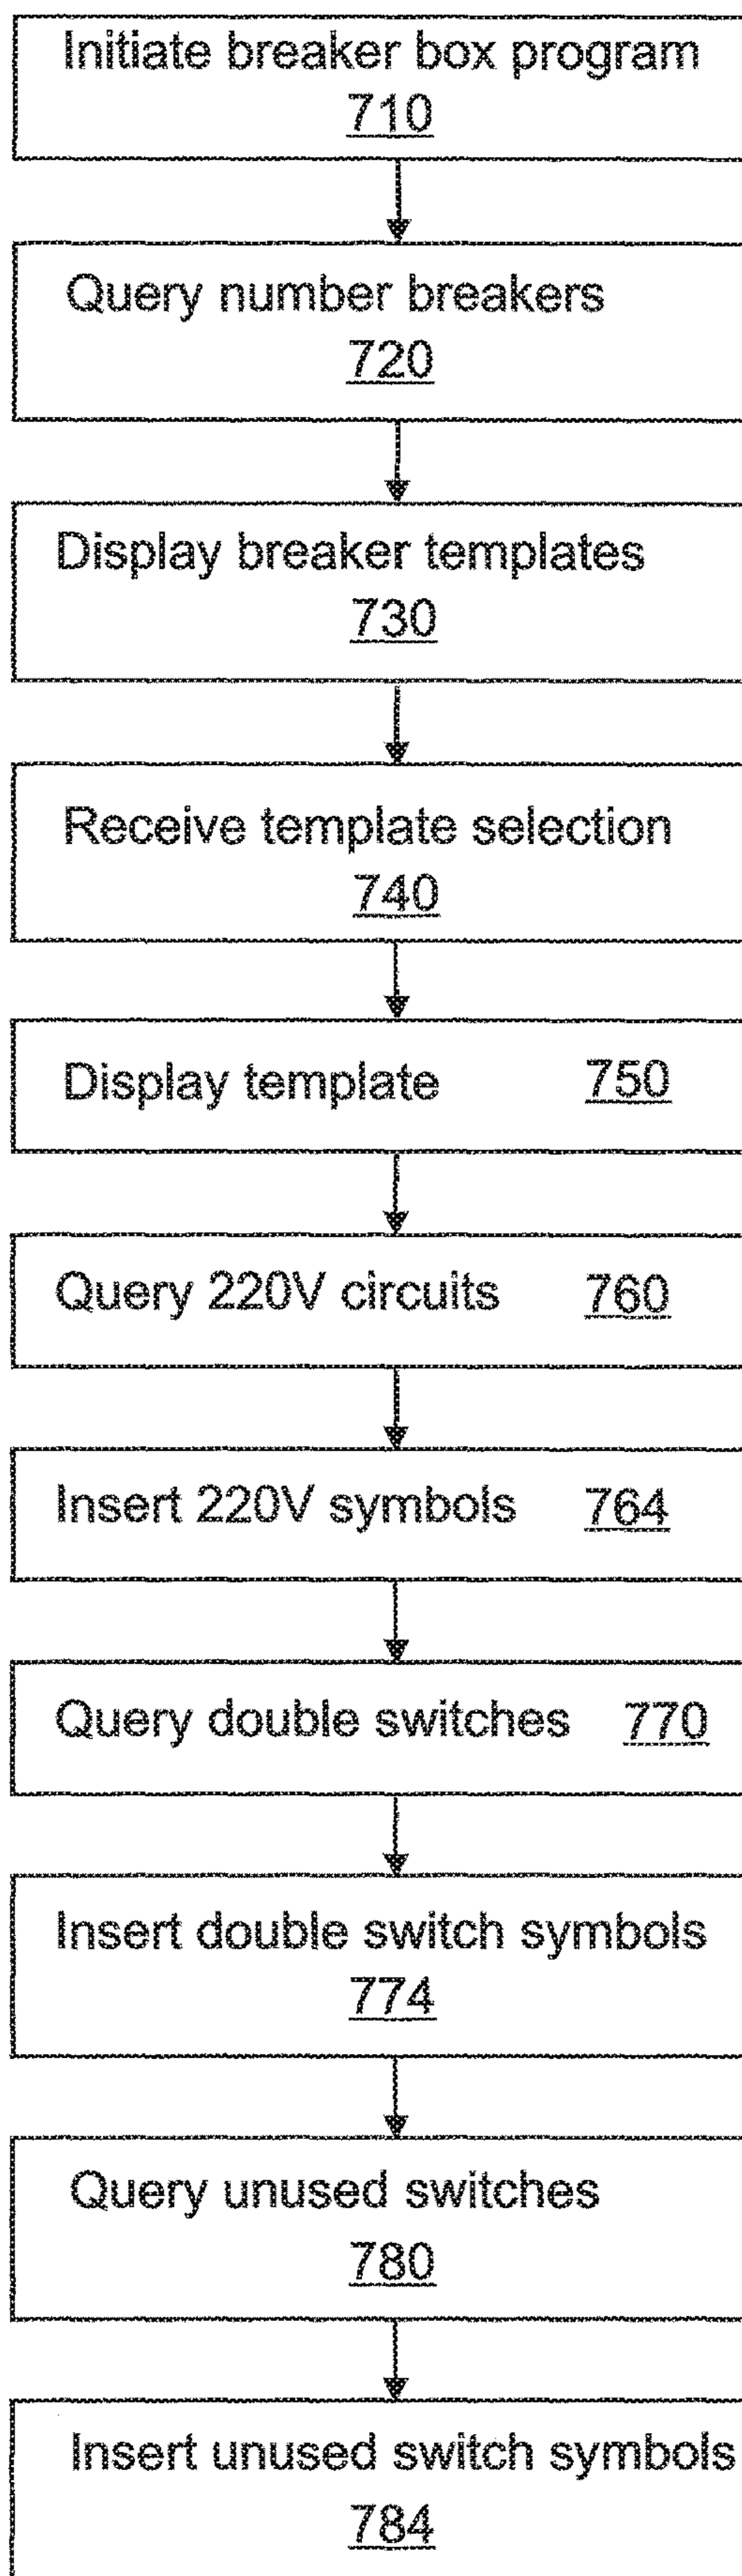 Initiate breaker box program
710
Query number breakers
720
Display breaker templates
730
Receive template selection
740
Display template 750
Query 220V circuits 760
Insert 220V symbols 764
Query double switches 770
Insert double switch symbols
774
Query unused switches
780
Insert unused switch symbols
784